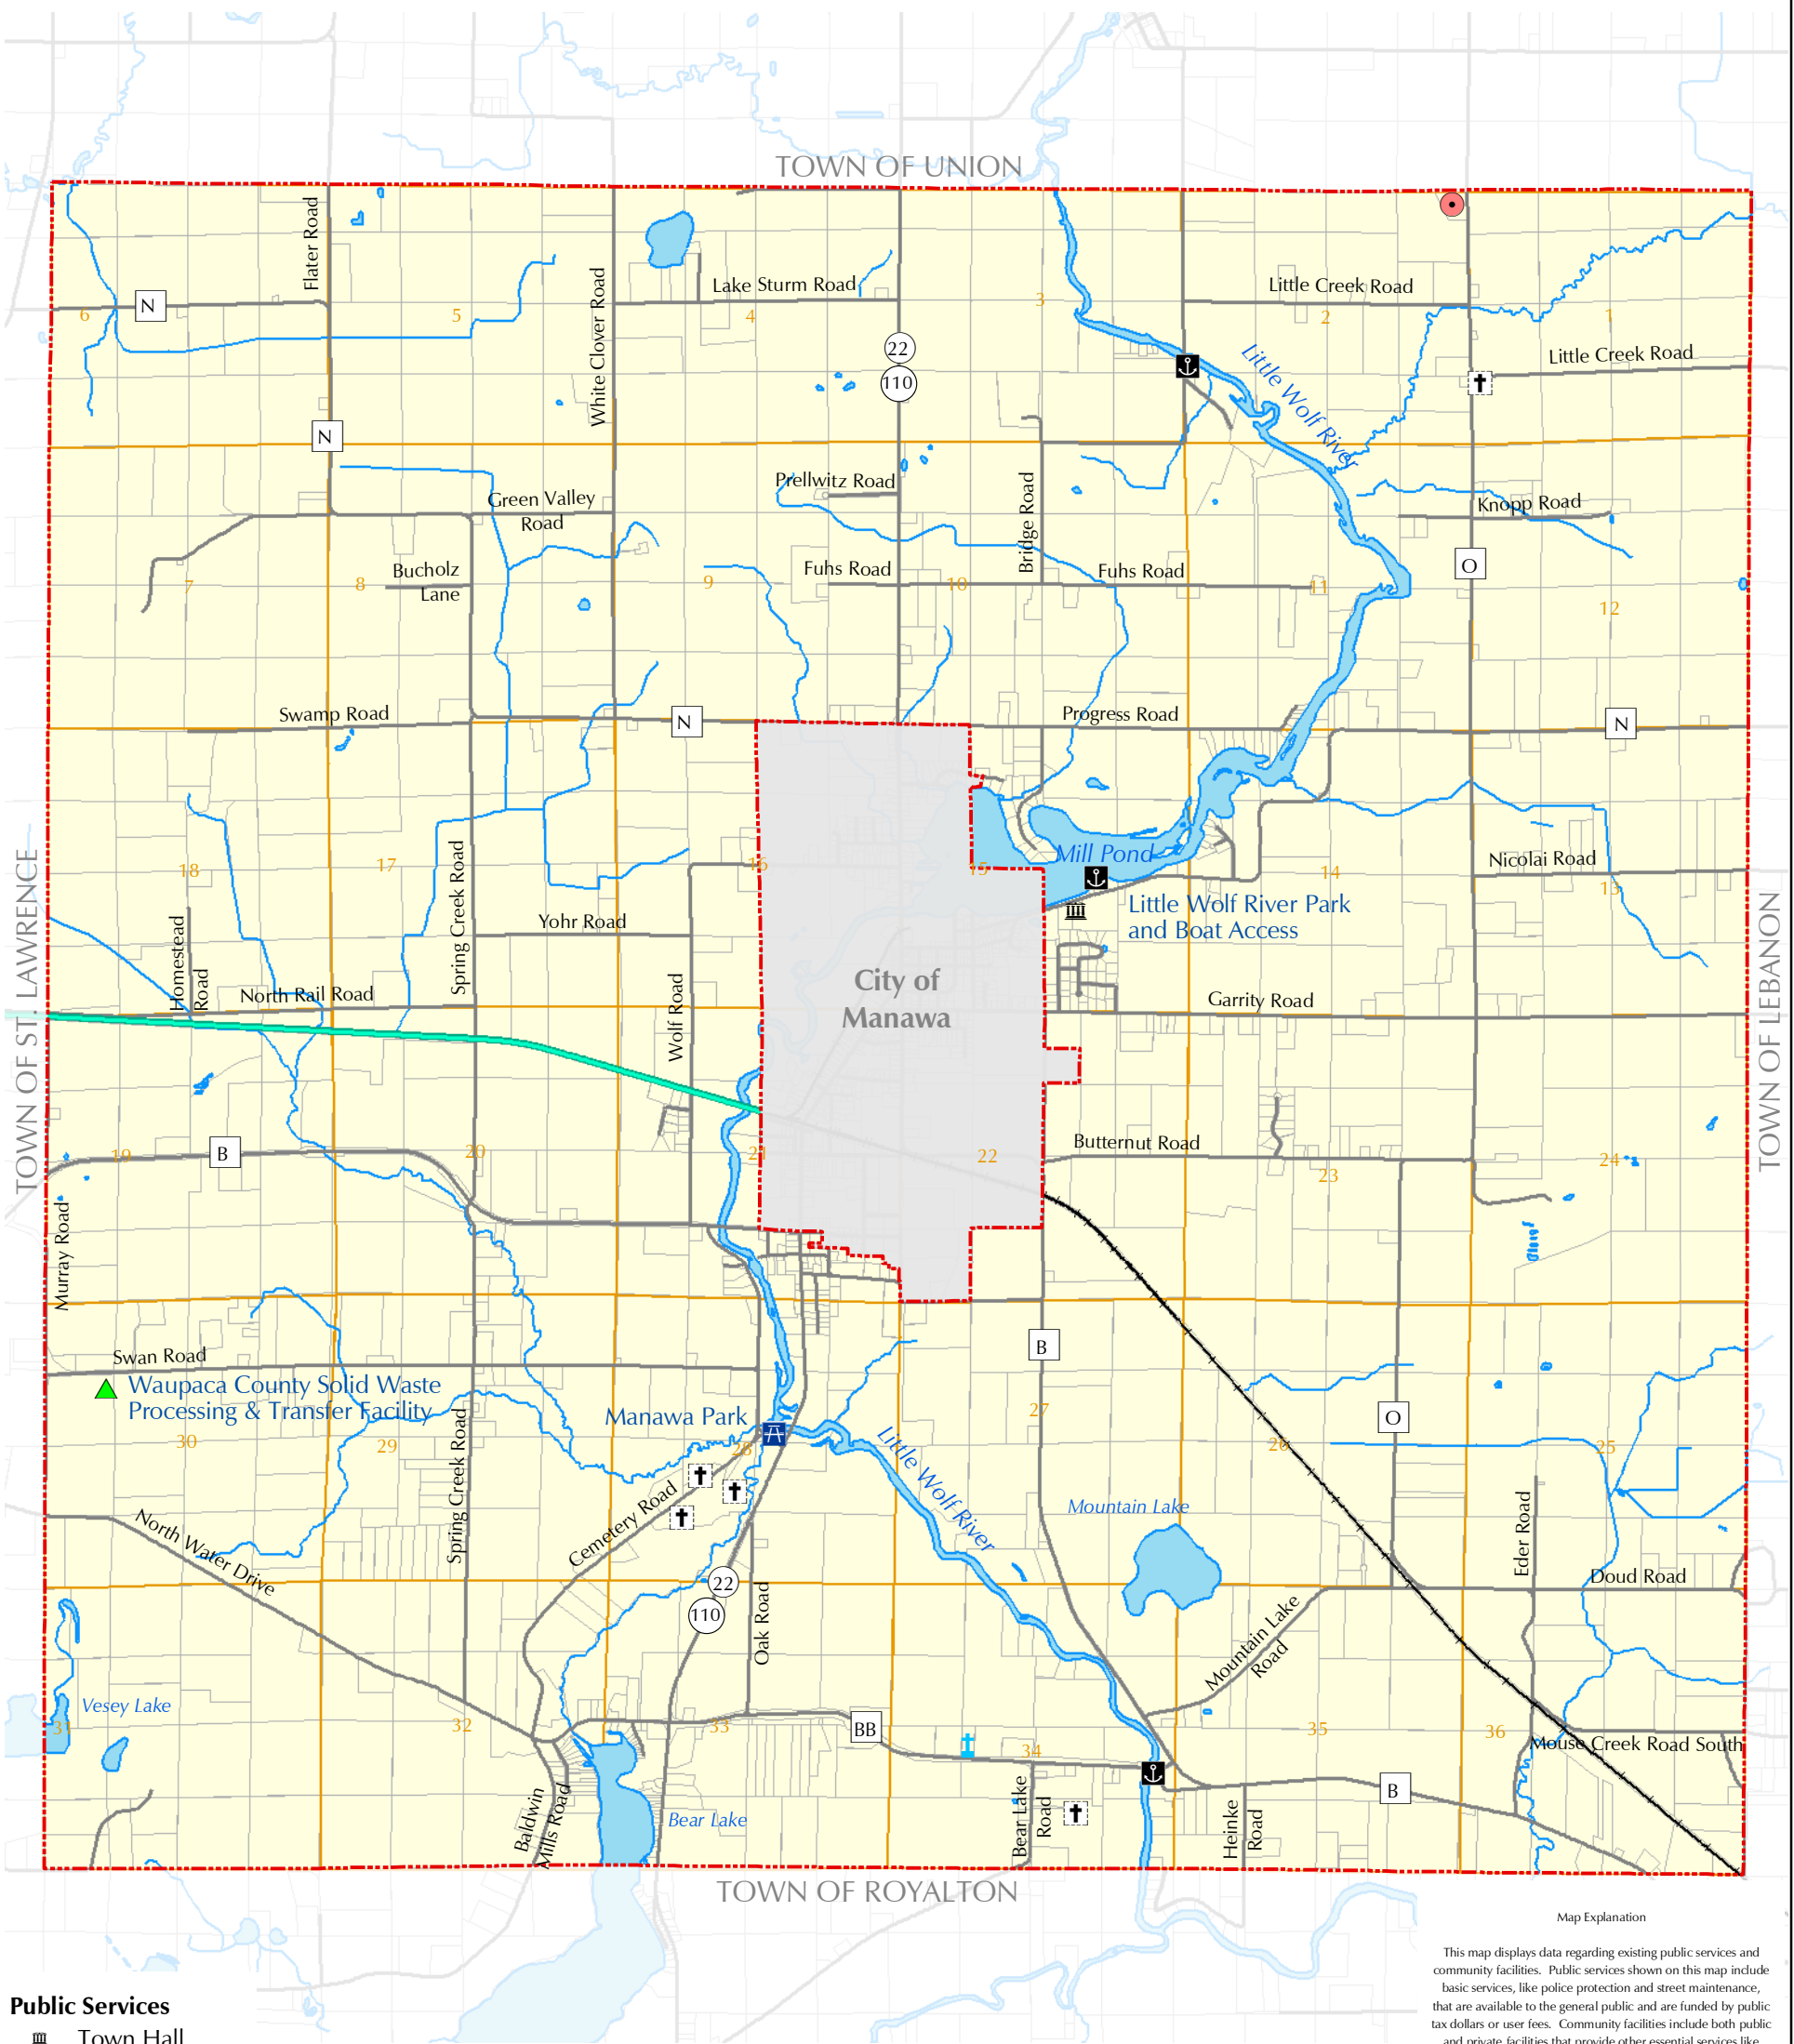 TOWN OF UNION
Flater Road
N
6
5
White Clover Road
Lake Sturm Road
4
3
22
110
Little Creek Road
2
1
Little Creek Road
Little Wolf River
N
Green Valley
Road
Prellwitz Road
Bridge Road
Knopp Road
O
Bucholz
Lane
7
8
9
Fuhs Road
10
Fuhs Road
11
12
Swamp Road
N
Progress Road
N
TOWN OF ST. LAWRENCE
18
17
16
15
Mill Pond
14
Nicolai Road
13
Spring Creek Road
Homestead
Road
Yohr Road
Little Wolf River Park
and Boat Access
TOWN OF LEBANON
North Rail Road
Wolf Road
City of
Manawa
Garrity Road
19
B
20
21
22
Butternut Road
23
24
Murray Road
Swan Road
B
Waupaca County Solid Waste
Processing & Transfer Facility
Manawa Park
27
O
30
29
28
26
25
Spring Creek Road
Little Wolf River
Mountain Lake
North Water Drive
Cemetery Road
Eder Road
Doud Road
22
110
Oak Road
Mountain Lake
Road
Vesey Lake
31
32
33
BB
34
35
36
Mouse Creek Road South
Baldwin
Mills Road
Bear Lake
Bear Lake
Road
Heinke
Road
B
TOWN OF ROYALTON
Map Explanation
This map displays data regarding existing public services and
community facilities. Public services shown on this map include
basic services, like police protection and street maintenance,
that are available to the general public and are funded by public
tax dollars or user fees. Community facilities include both public
and private facilities that provide other essential services like
Public Services
Town Hall